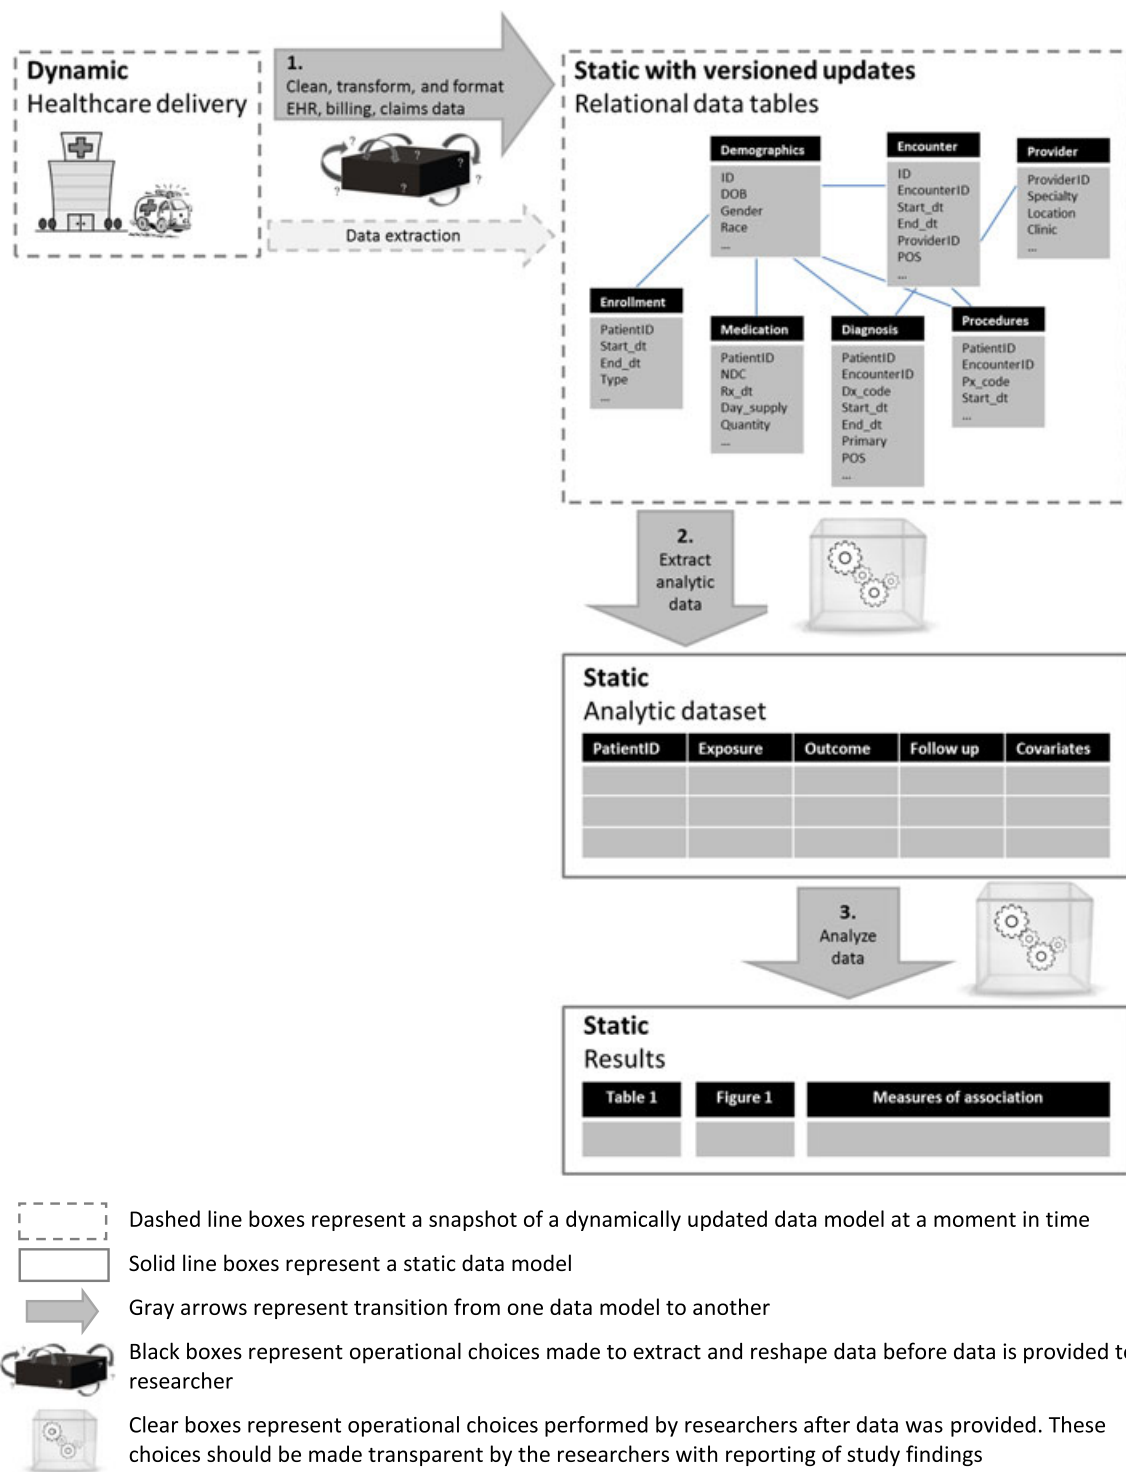 Dynamic
Healthcare delivery
1.
Clean, transform, and format
EHR, billing, claims data
? ? ? ? ? ? ?
Data extraction
Static with versioned updates
Relational data tables
Demographics
ID
DOB
Gender
Race
...
Encounter
ID
EncounterID
Start_dt
End_dt
ProviderID
POS
...
Provider
ProviderID
Specialty
Location
Clinic
...
Enrollment
PatientID
Start_dt
End_dt
Type
...
Medication
PatientID
NDC
Rx_dt
Day_supply
Quantity
...
Diagnosis
PatientID
EncounterID
Dx_code
Start_dt
End_dt
Primary
POS
...
Procedures
PatientID
EncounterID
Px_code
Start_dt
...
2.
Extract
analytic
data
Static
Analytic dataset
PatientID Exposure Outcome Follow up Covariates
3.
Analyze
data
Static
Results
Table 1 Figure 1 Measures of association
Dashed line boxes represent a snapshot of a dynamically updated data model at a moment in time
Solid line boxes represent a static data model
Gray arrows represent transition from one data model to another
Black boxes represent operational choices made to extract and reshape data before data is provided t
researcher
Clear boxes represent operational choices performed by researchers after data was provided. These
choices should be made transparent by the researchers with reporting of study findings